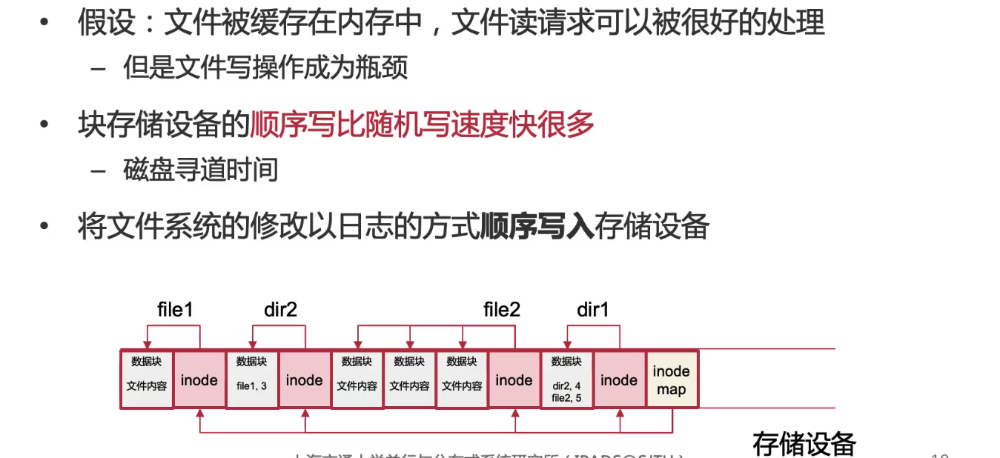 • 假设：文件被缓存在内存中，文件读请求可以被很好的处理
– 但是文件写操作成为瓶颈
• 块存储设备的顺序写比随机写速度快很多
– 磁盘寻道时间
• 将文件系统的修改以日志的方式顺序写入存储设备
file1 dir2 file2 dir1
数据块 数据块 数据块 数据块 数据块 数据块
文件内容 inode file1, 3 inode 文件内容 文件内容 文件内容 inode dir2, 4 inode inode
file2, 5 map
存储设备
上海交通大学并行与分布式系统研究所（IPADS@SJTU）